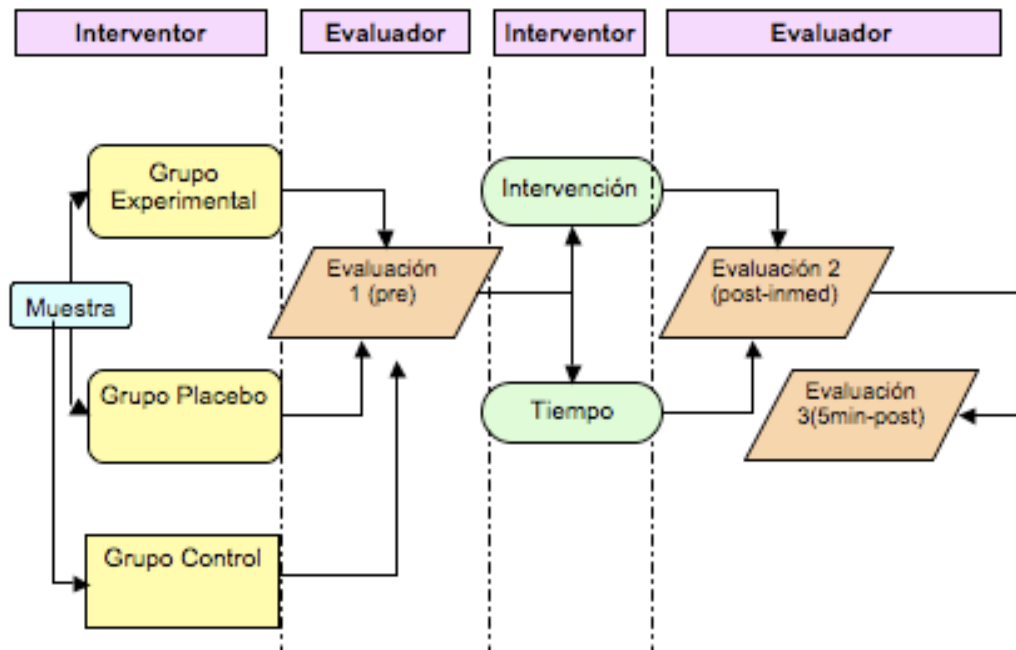 Interventor
Evaluador
Interventor
Evaluador
Grupo
Experimental
Intervención
Evaluación
1 (pre)
Evaluación 2
(post-inmed)
Muestra
Grupo Placebo
Tiempo
Evaluación
3(5min-post)
Grupo Control